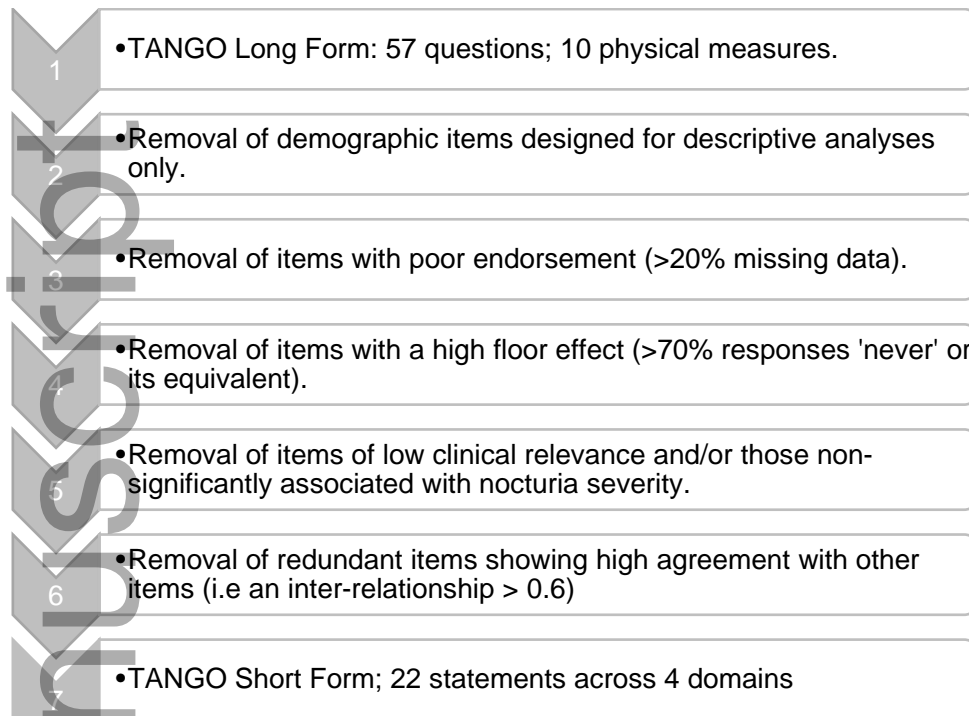 1
•TANGO Long Form: 57 questions; 10 physical measures.
2
•Removal of demographic items designed for descriptive analyses
only.
3
•Removal of items with poor endorsement (>20% missing data).
4
•Removal of items with a high floor effect (>70% responses 'never' or
its equivalent).
5
•Removal of items of low clinical relevance and/or those non-
significantly associated with nocturia severity.
6
•Removal of redundant items showing high agreement with other
items (i.e an inter-relationship > 0.6)
7
•TANGO Short Form; 22 statements across 4 domains
nuscript